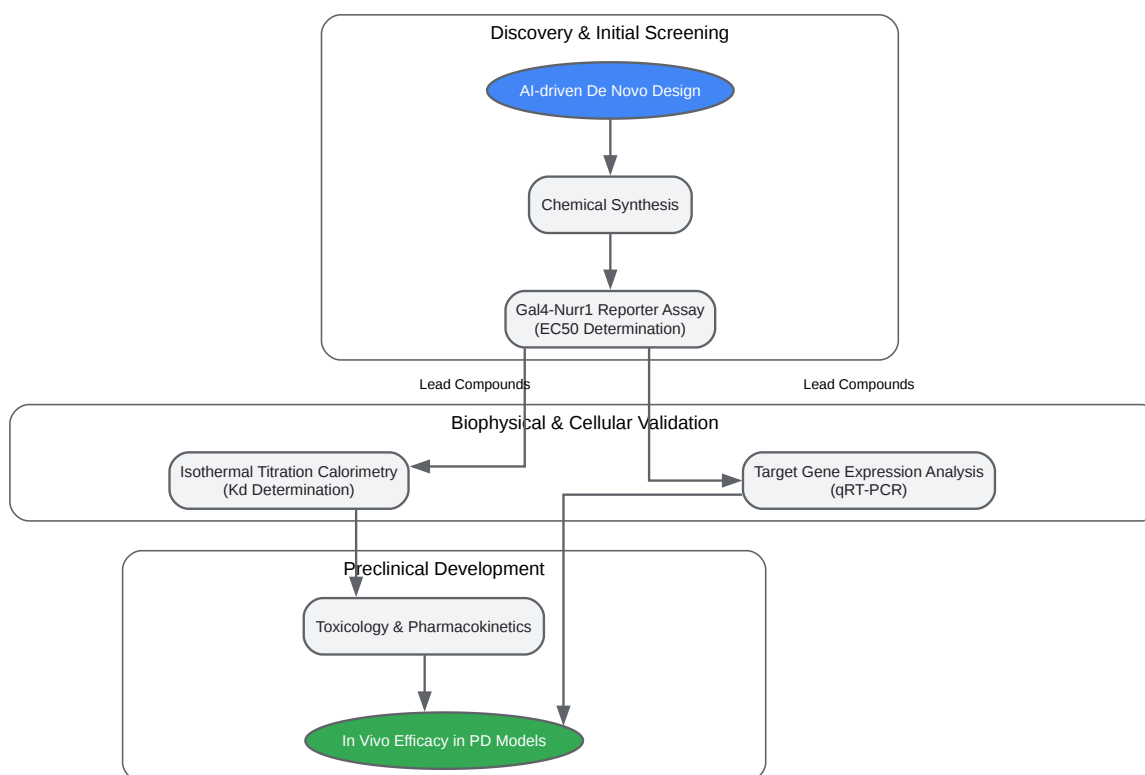 Discovery & Initial Screening
AI-driven De Novo Design
Chemical Synthesis
Gal4-Nurr1 Reporter Assay
(EC50 Determination)
Lead Compounds
Lead Compounds
Biophysical & Cellular Validation
Isothermal Titration Calorimetry
(Kd Determination)
Target Gene Expression Analysis
(qRT-PCR)
Preclinical Development
Toxicology & Pharmacokinetics
In Vivo Efficacy in PD Models